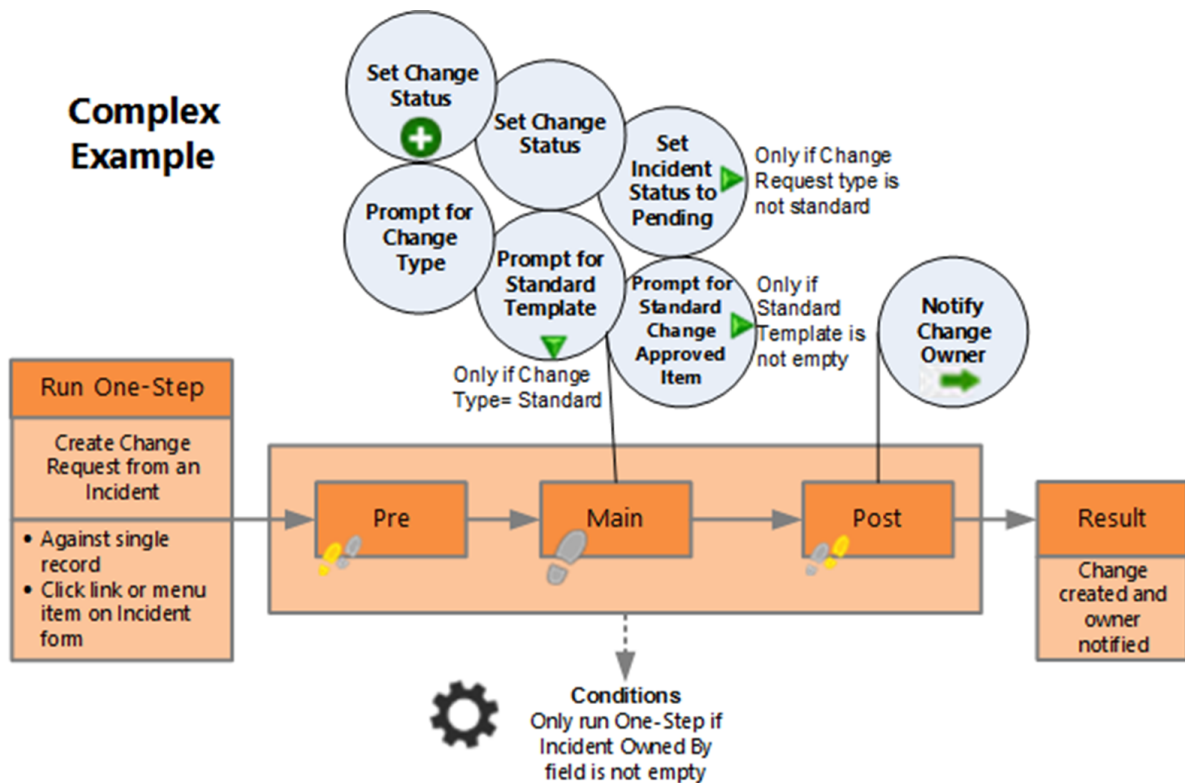 Complex
Example
Set Change
Status
Set Change
Status
Set
Incident
Status to
Pending
Only if Change
Request type is
not standard
Prompt for
Change
Type
Prompt for
Standard
Template
Only if Change
Type= Standard
Prompt for
Standard
Change
Approved
Item
Only if
Standard
Template is
not empty
Notify
Change
Owner
Run One-Step
Create Change
Request from an
Incident
• Against single
record
• Click link or menu
item on Incident
form
Pre
Main
Post
Result
Change
created and
owner
notified
Conditions
Only run One-Step if
Incident Owned By
field is not empty